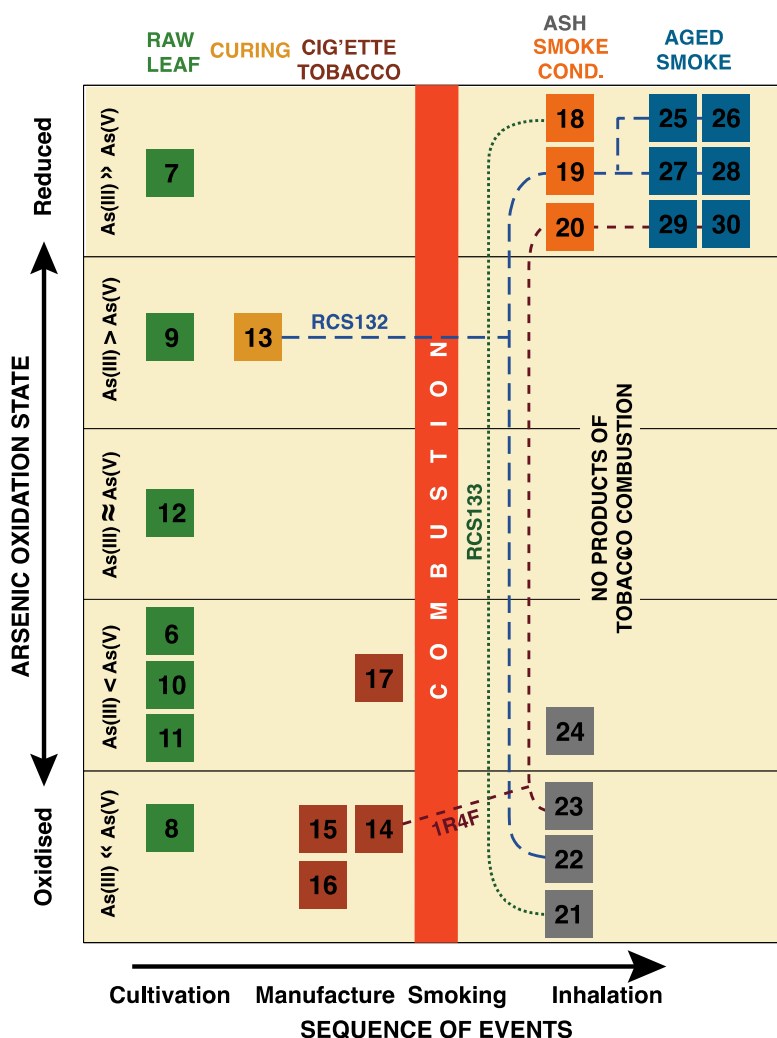 RAW
LEAF
CURING
CIG'ETTE
TOBACCO
ASH
SMOKE
COND.
AGED
SMOKE
ARSENIC OXIDATION STATE
Reduced
Oxidised
As(III) » As(V)
As(III) > As(V)
As(III) ≈ As(V)
As(III) < As(V)
As(III) « As(V)
7
18
25
26
19
27
28
20
29
30
9
13
RCS132
12
RCS133
COMBUSTION
NO PRODUCTS OF
TOBACCO COMBUSTION
6
10
11
17
24
8
15
14
16
1R4F
23
22
21
Cultivation
Manufacture
Smoking
Inhalation
SEQUENCE OF EVENTS